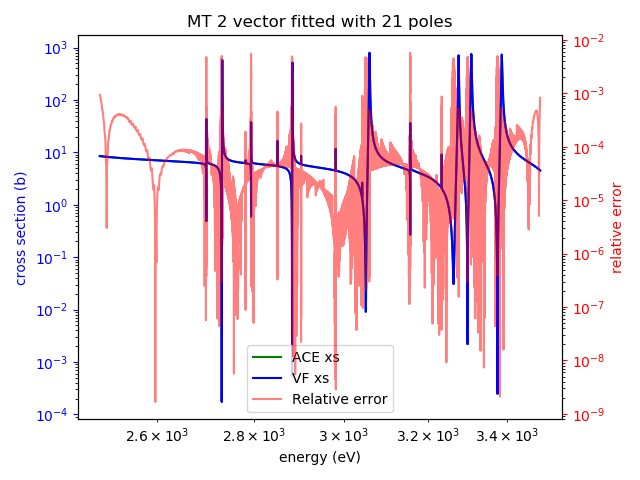 MT 2 vector fitted with 21 poles
cross section (b)
10³
10²
10¹
10⁰
10⁻¹
10⁻²
10⁻³
10⁻⁴
10⁻²
10⁻³
10⁻⁴
10⁻⁵
10⁻⁶
10⁻⁷
10⁻⁸
10⁻⁹
relative error
ACE xs
VF xs
Relative error
2.6 × 10³ 2.8 × 10³ 3 × 10³ 3.2 × 10³ 3.4 × 10³
energy (eV)